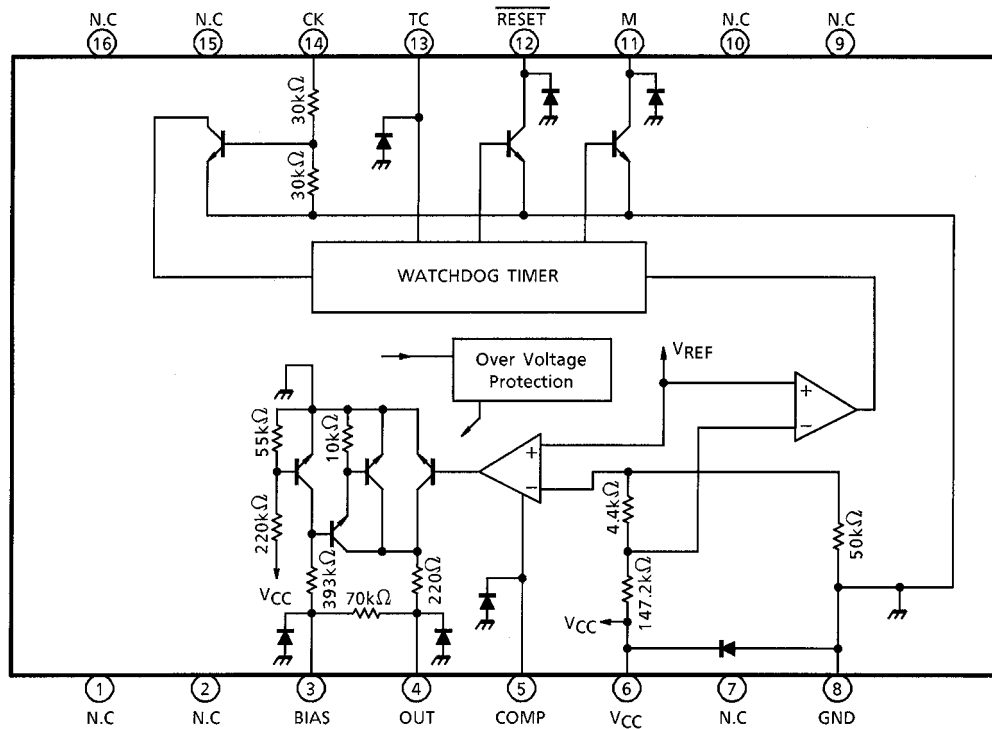 N.C N.C CK TC RESET M N.C N.C
16 15 14 13 12 11 10 9
30kΩ
30kΩ
WATCHDOG TIMER
Over Voltage
Protection
VREF
+
−
55kΩ
10kΩ
+
−
220kΩ
4.4kΩ
50kΩ
VCC
393kΩ
70kΩ
220Ω
147.2kΩ
VCC
1 2 3 4 5 6 7 8
N.C N.C BIAS OUT COMP VCC N.C GND